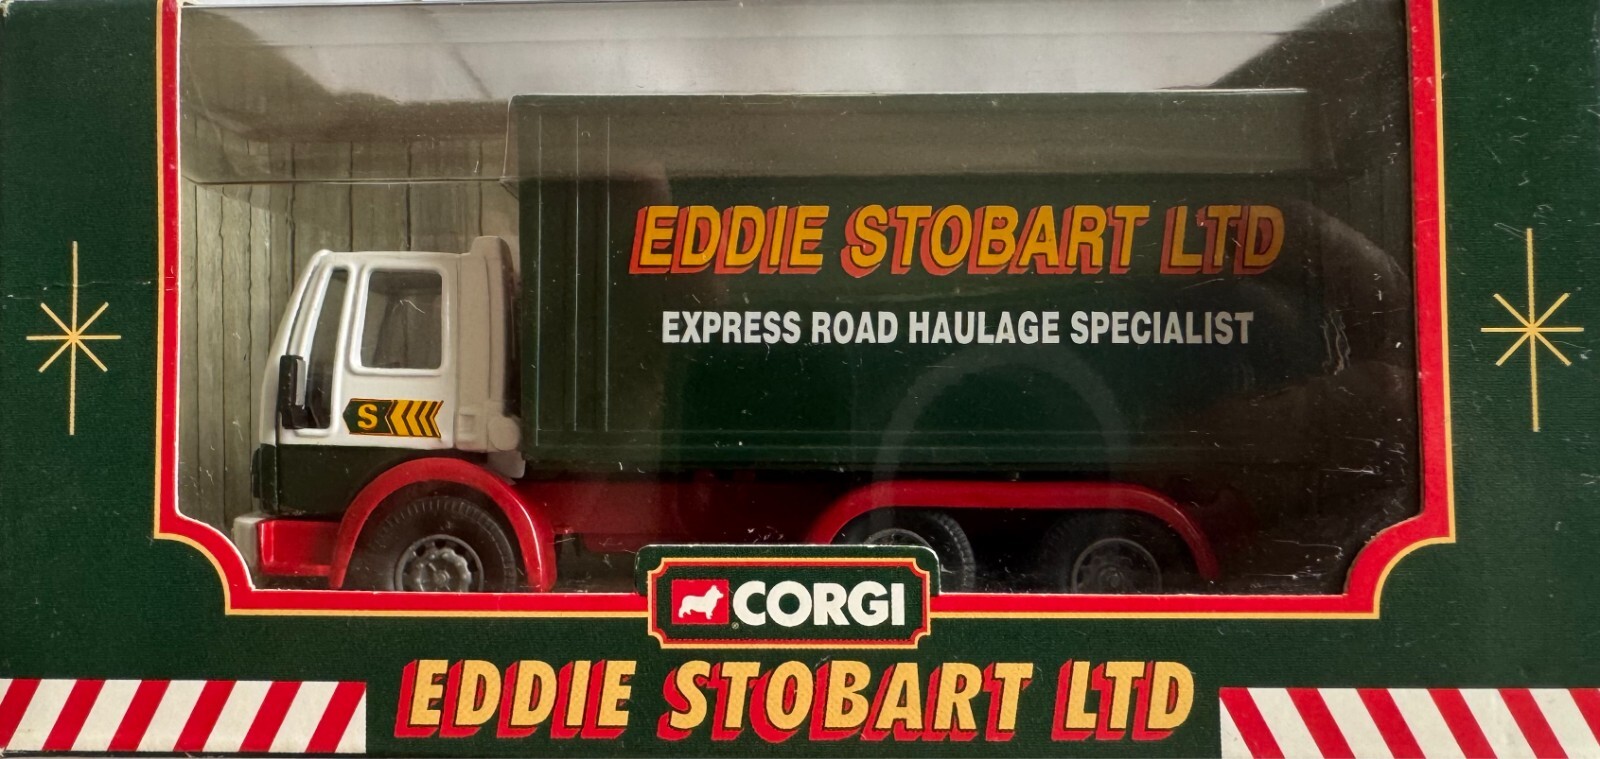 EDDIE STOBART LTD
EXPRESS ROAD HAULAGE SPECIALIST
S
CORGI
EDDIE STOBART LTD